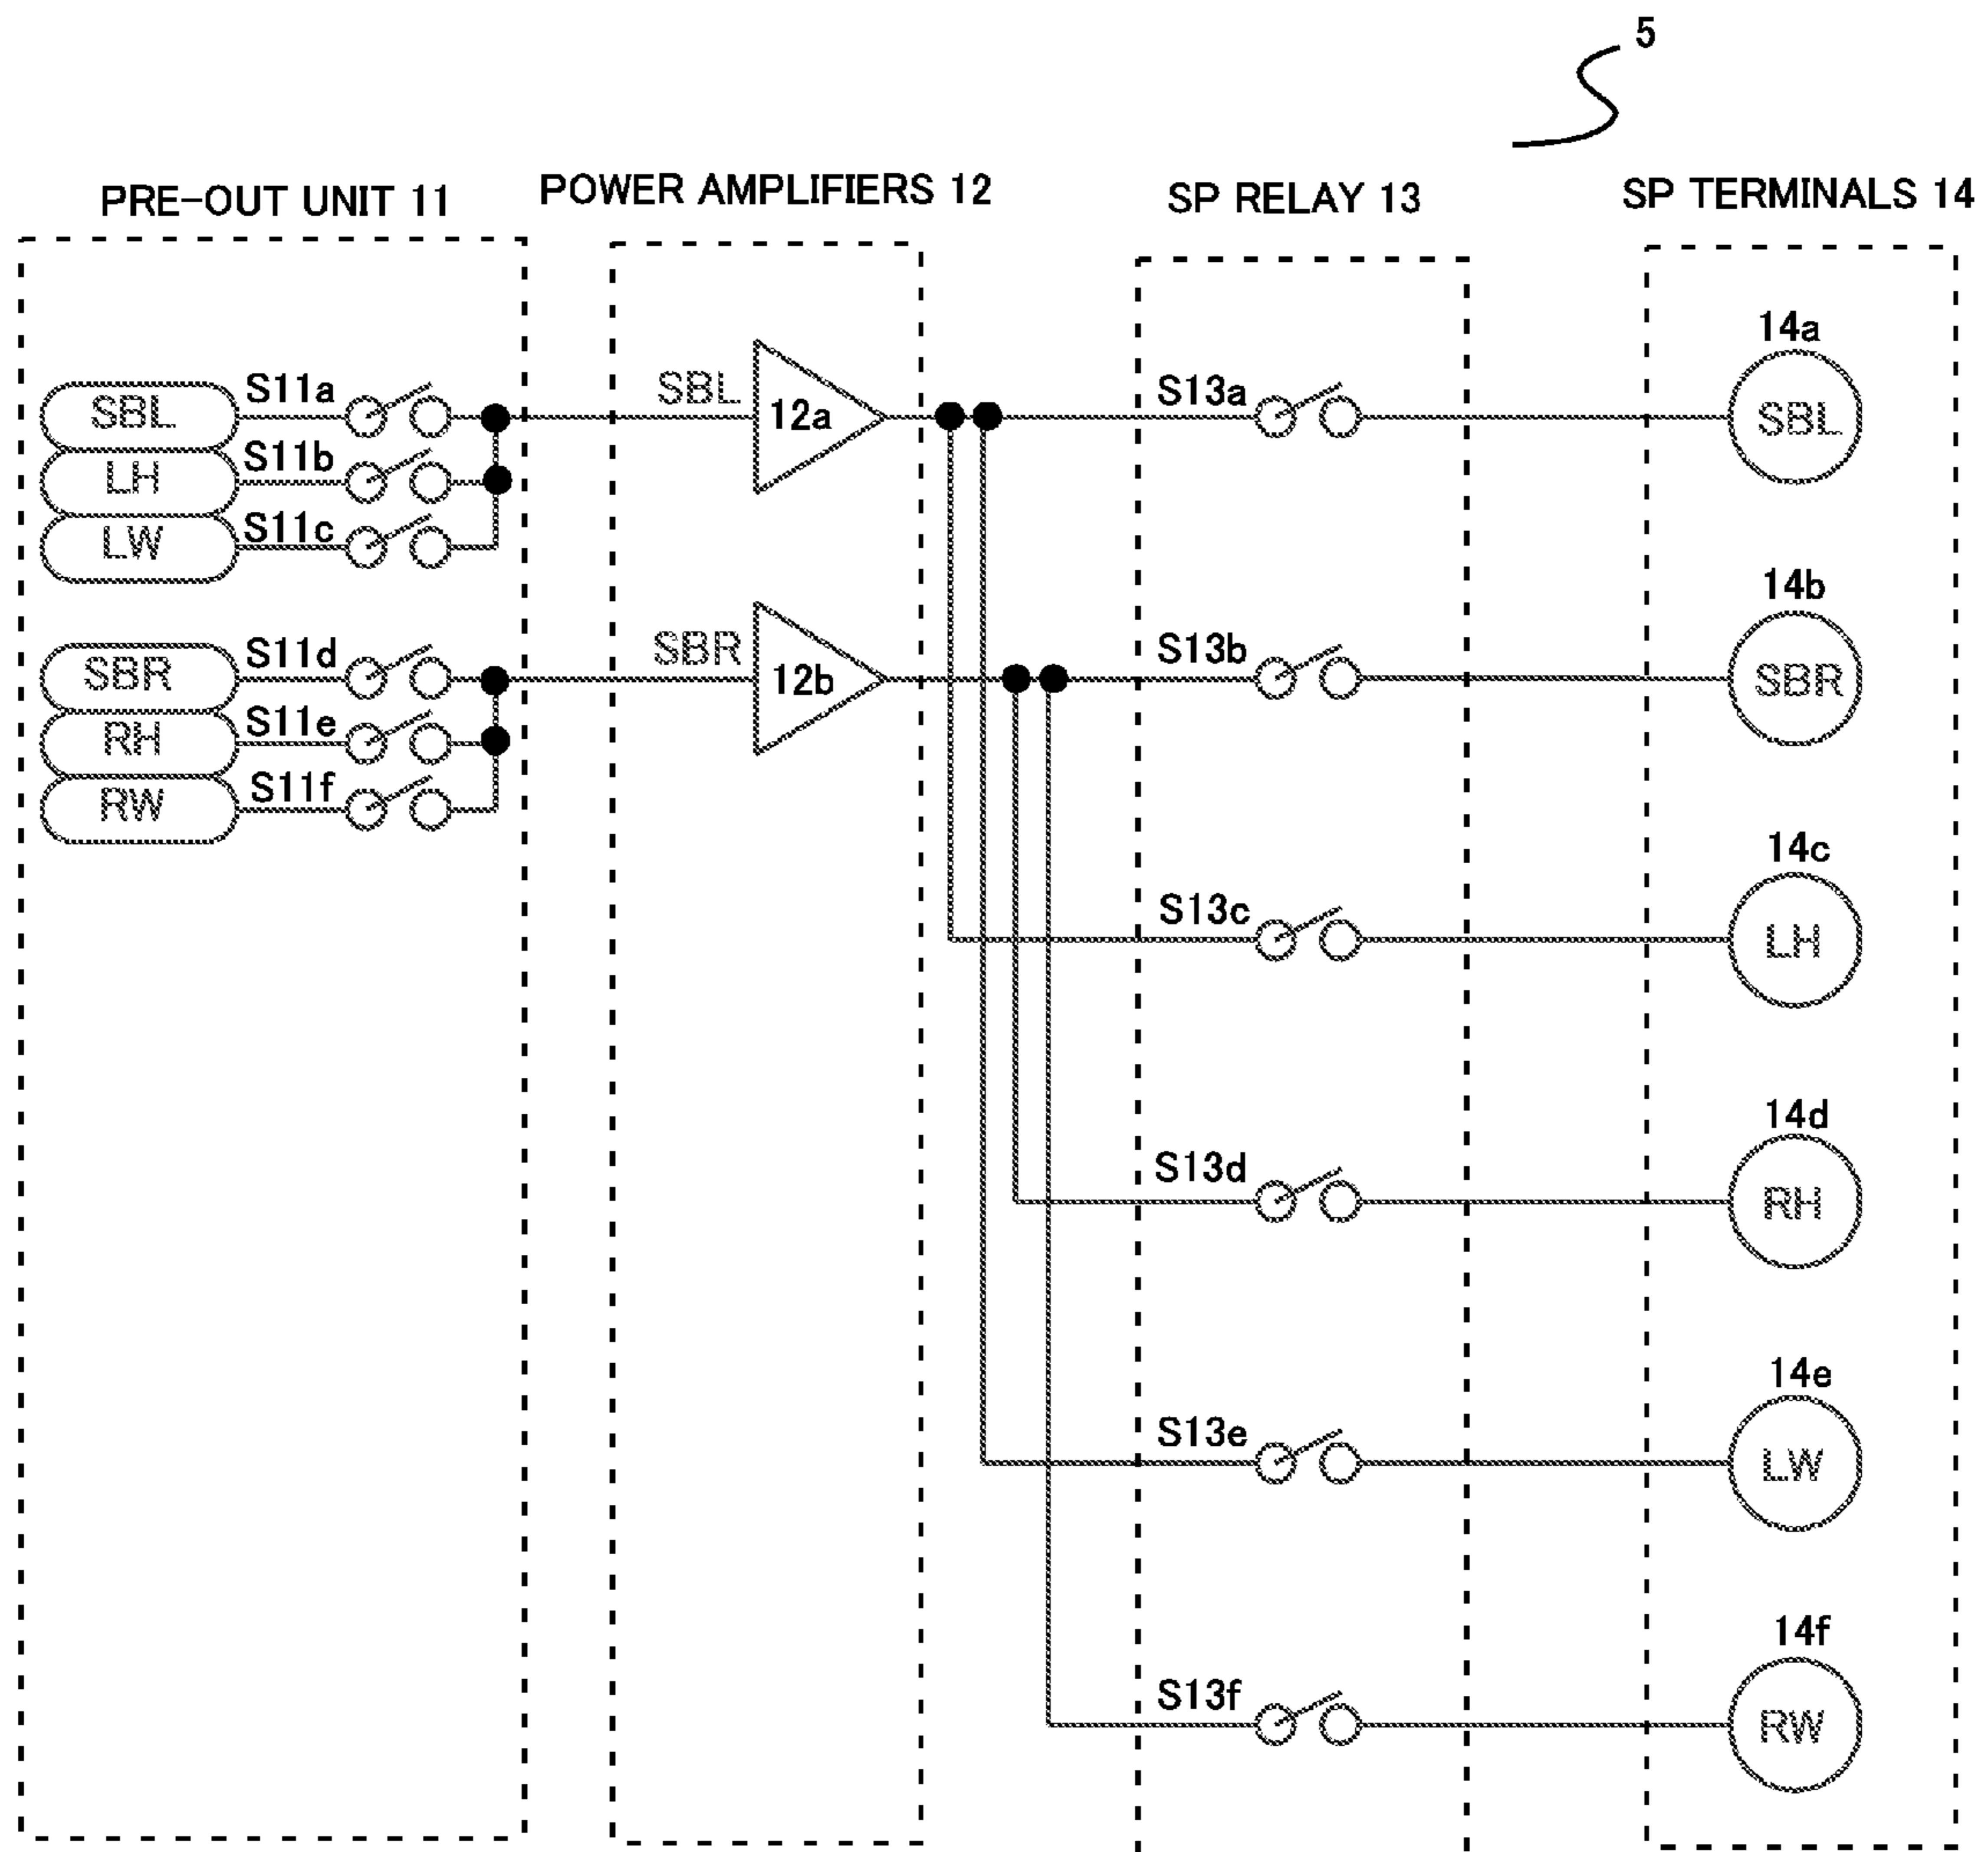 5
PRE-OUT UNIT 11
POWER AMPLIFIERS 12
SP RELAY 13
SP TERMINALS 14
SBL
S11a
LH
S11b
LW
S11c
SBR
S11d
RH
S11e
RW
S11f
SBL
12a
SBR
12b
S13a
S13b
S13c
S13d
S13e
S13f
14a
SBL
14b
SBR
14c
LH
14d
RH
14e
LW
14f
RW